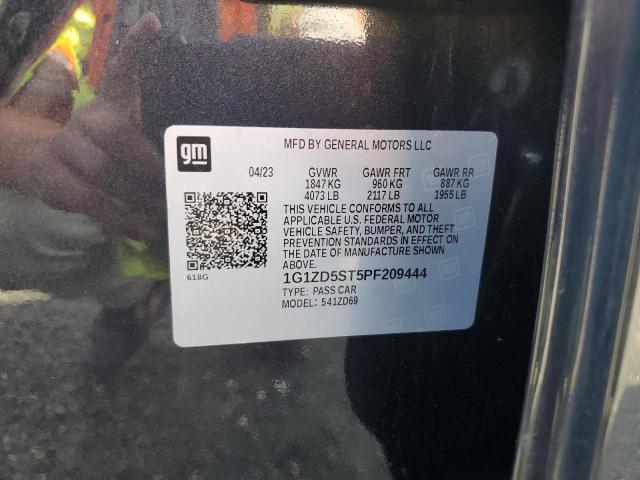 gm
MFD BY GENERAL MOTORS LLC
04/23 GVWR GAWR FRT GAWR RR
1847 KG 960 KG 887 KG
4073 LB 2117 LB 1955 LB
THIS VEHICLE CONFORMS TO ALL
APPLICABLE U.S. FEDERAL MOTOR
VEHICLE SAFETY, BUMPER, AND THEFT
PREVENTION STANDARDS IN EFFECT ON
THE DATE OF MANUFACTURE SHOWN
ABOVE.
618G
1G1ZD5ST5PF209444
TYPE: PASS CAR
MODEL: 541ZD69